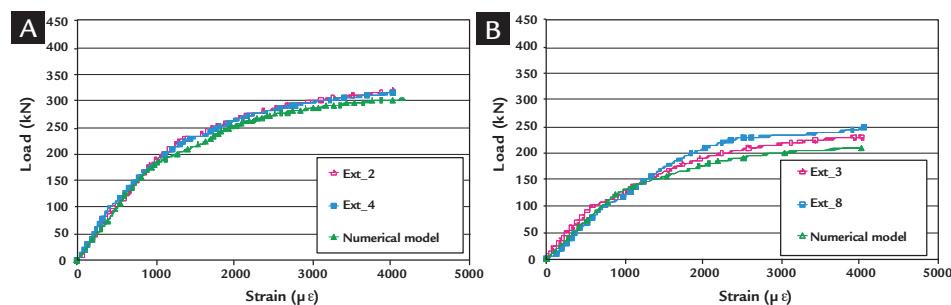 A
450
400
350
300
250
200
150
100
50
0
Load (kN)
0 1000 2000 3000 4000 5000
Strain (μ ε)
Ext_2
Ext_4
Numerical model
B
450
400
350
300
250
200
150
100
50
0
Load (kN)
0 1000 2000 3000 4000 5000
Strain (μ ε)
Ext_3
Ext_8
Numerical model